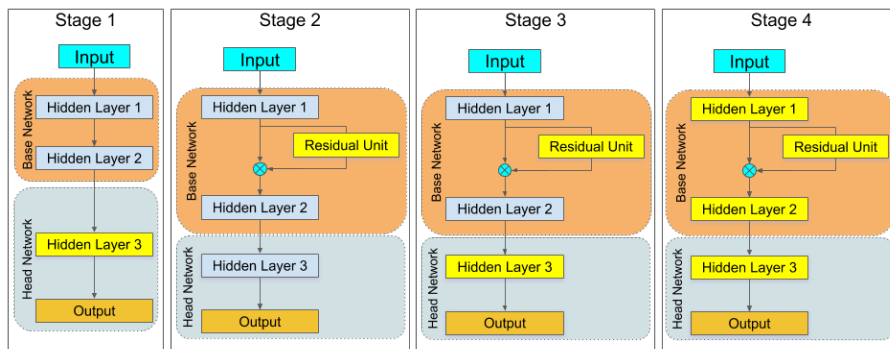 Stage 1
Input
Base Network
Hidden Layer 1
Hidden Layer 2
Head Network
Hidden Layer 3
Output
Stage 2
Input
Base Network
Hidden Layer 1
Residual Unit
Hidden Layer 2
Head Network
Hidden Layer 3
Output
Stage 3
Input
Base Network
Hidden Layer 1
Residual Unit
Hidden Layer 2
Head Network
Hidden Layer 3
Output
Stage 4
Input
Base Network
Hidden Layer 1
Residual Unit
Hidden Layer 2
Head Network
Hidden Layer 3
Output